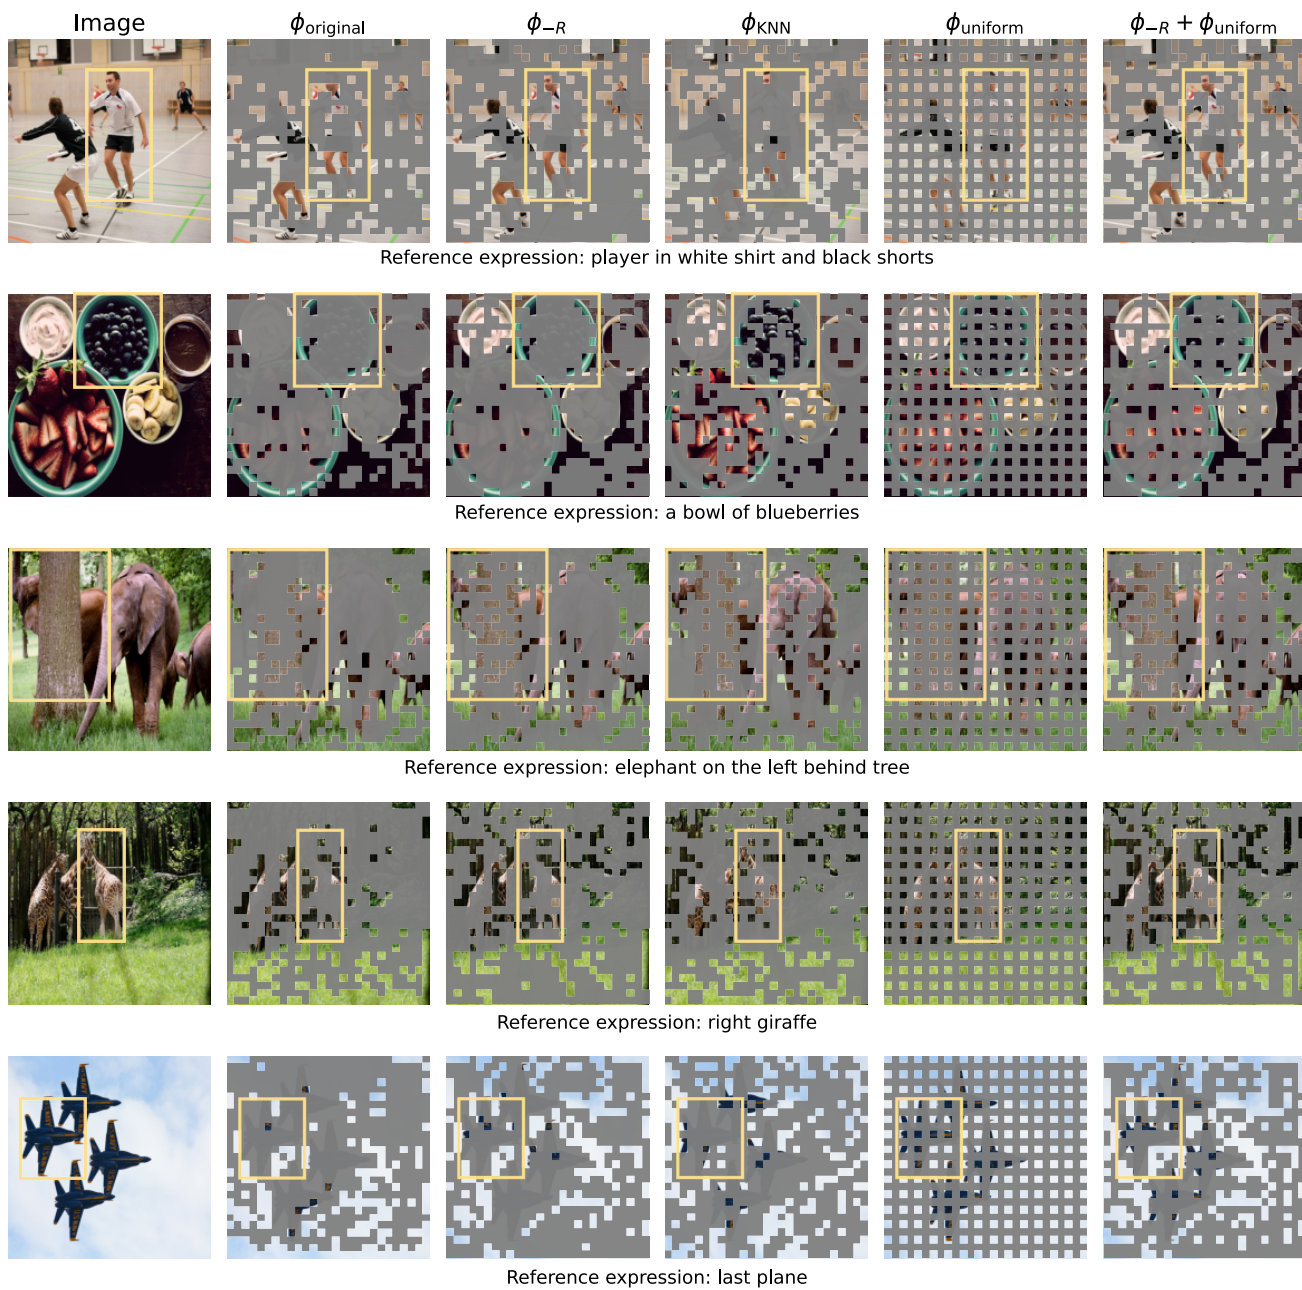 Image ϕoriginal ϕ−R ϕKNN ϕuniform ϕ−R + ϕuniform
Reference expression: player in white shirt and black shorts
Reference expression: a bowl of blueberries
Reference expression: elephant on the left behind tree
Reference expression: right giraffe
Reference expression: last plane